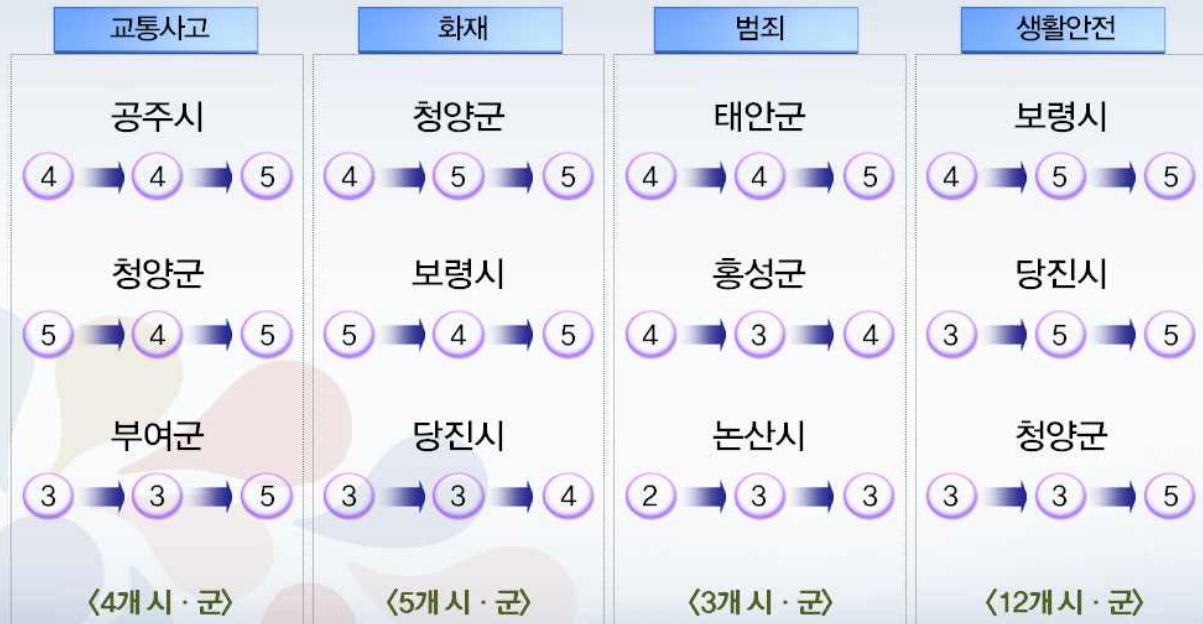 교통사고 화재 범죄 생활안전
공주시 청양군 태안군 보령시
4 4 5 4 5 5 4 4 5 4 5 5
청양군 보령시 홍성군 당진시
5 4 5 5 4 5 4 3 4 3 5 5
부여군 당진시 논산시 청양군
3 3 5 3 3 4 2 3 3 3 3 5
〈4개 시·군〉 〈5개 시·군〉 〈3개 시·군〉 〈12개 시·군〉